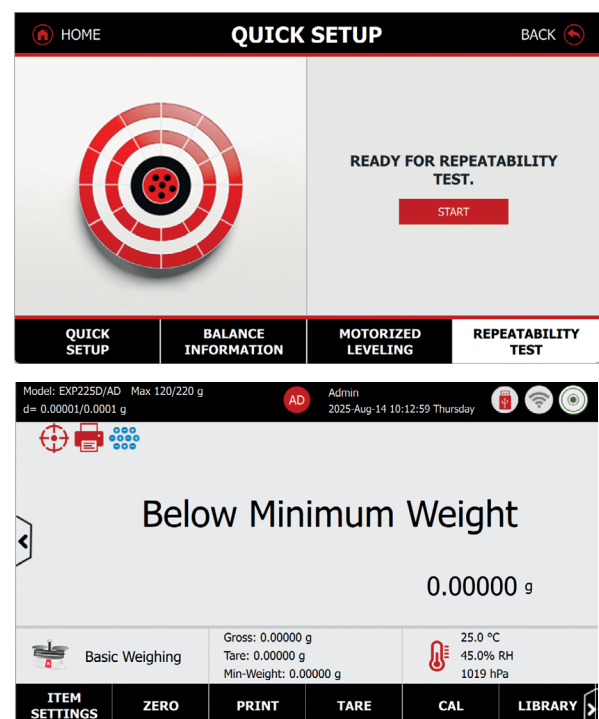 HOME
QUICK SETUP
BACK
READY FOR REPEATABILITY
TEST.
START
QUICK
SETUP
BALANCE
INFORMATION
MOTORIZED
LEVELING
REPEATABILITY
TEST
Model: EXP225D/AD Max 120/220 g
d= 0.00001/0.0001 g
AD
Admin
2025-Aug-14 10:12:59 Thursday
Below Minimum Weight
0.00000 g
Basic Weighing
Gross: 0.00000 g
Tare: 0.00000 g
Min-Weight: 0.00000 g
25.0 °C
45.0% RH
1019 hPa
ITEM
SETTINGS
ZERO
PRINT
TARE
CAL
LIBRARY